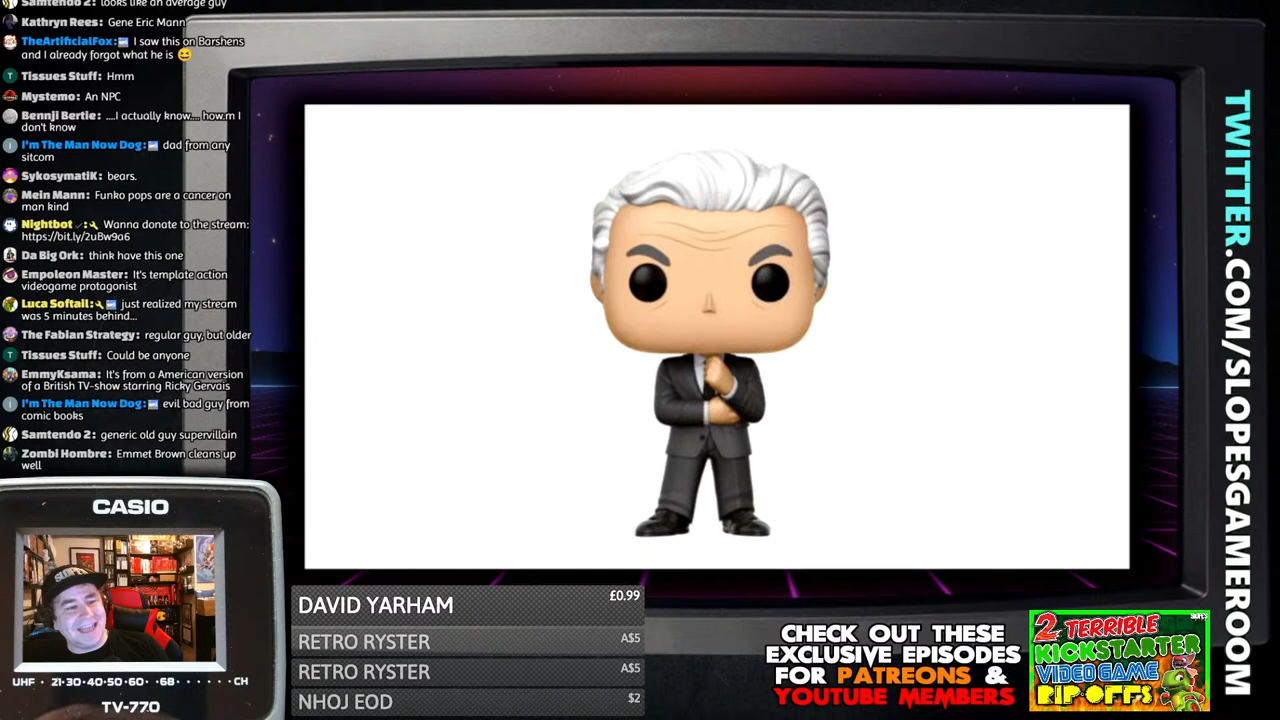 Samtendo 2: looks like an average guy
Kathryn Rees: Gene Eric Mann
TheArtificialFox: I saw this on Barshens
and I already forgot what he is 😆
T Tissues Stuff: Hmm
Mystemo: An NPC
Bennji Bertie: ....I actually know.... how.m I
don't know
I I'm The Man Now Dog: dad from any
sitcom
SykosymatiK: bears.
Mein Mann: Funko pops are a cancer on
man kind
Nightbot: Wanna donate to the stream:
https://bit.ly/2uBw9a6
Da Big Ork: think have this one
Empoleon Master: It's template action
videogame protagonist
Luca Softail: just realized my stream
was 5 minutes behind...
The Fabian Strategy: regular guy, but older
T Tissues Stuff: Could be anyone
EmmyKsama: It's from a American version
of a British TV-show starring Ricky Gervais
I I'm The Man Now Dog: evil bad guy from
comic books
Samtendo 2: generic old guy supervillain
Zombi Hombre: Emmet Brown cleans up
well
CASIO
UHF · 21·30·40·50·60· ·68· · · · · · CH
TV-770
DAVID YARHAM £0.99
RETRO RYSTER A$5
RETRO RYSTER A$5
NHOJ EOD $2
CHECK OUT THESE
EXCLUSIVE EPISODES
FOR PATREONS &
YOUTUBE MEMBERS
2 TERRIBLE
KICKSTARTER
VIDEO GAME
RIP-OFFS
TWITTER.COM/SLOPESGAMEROOM